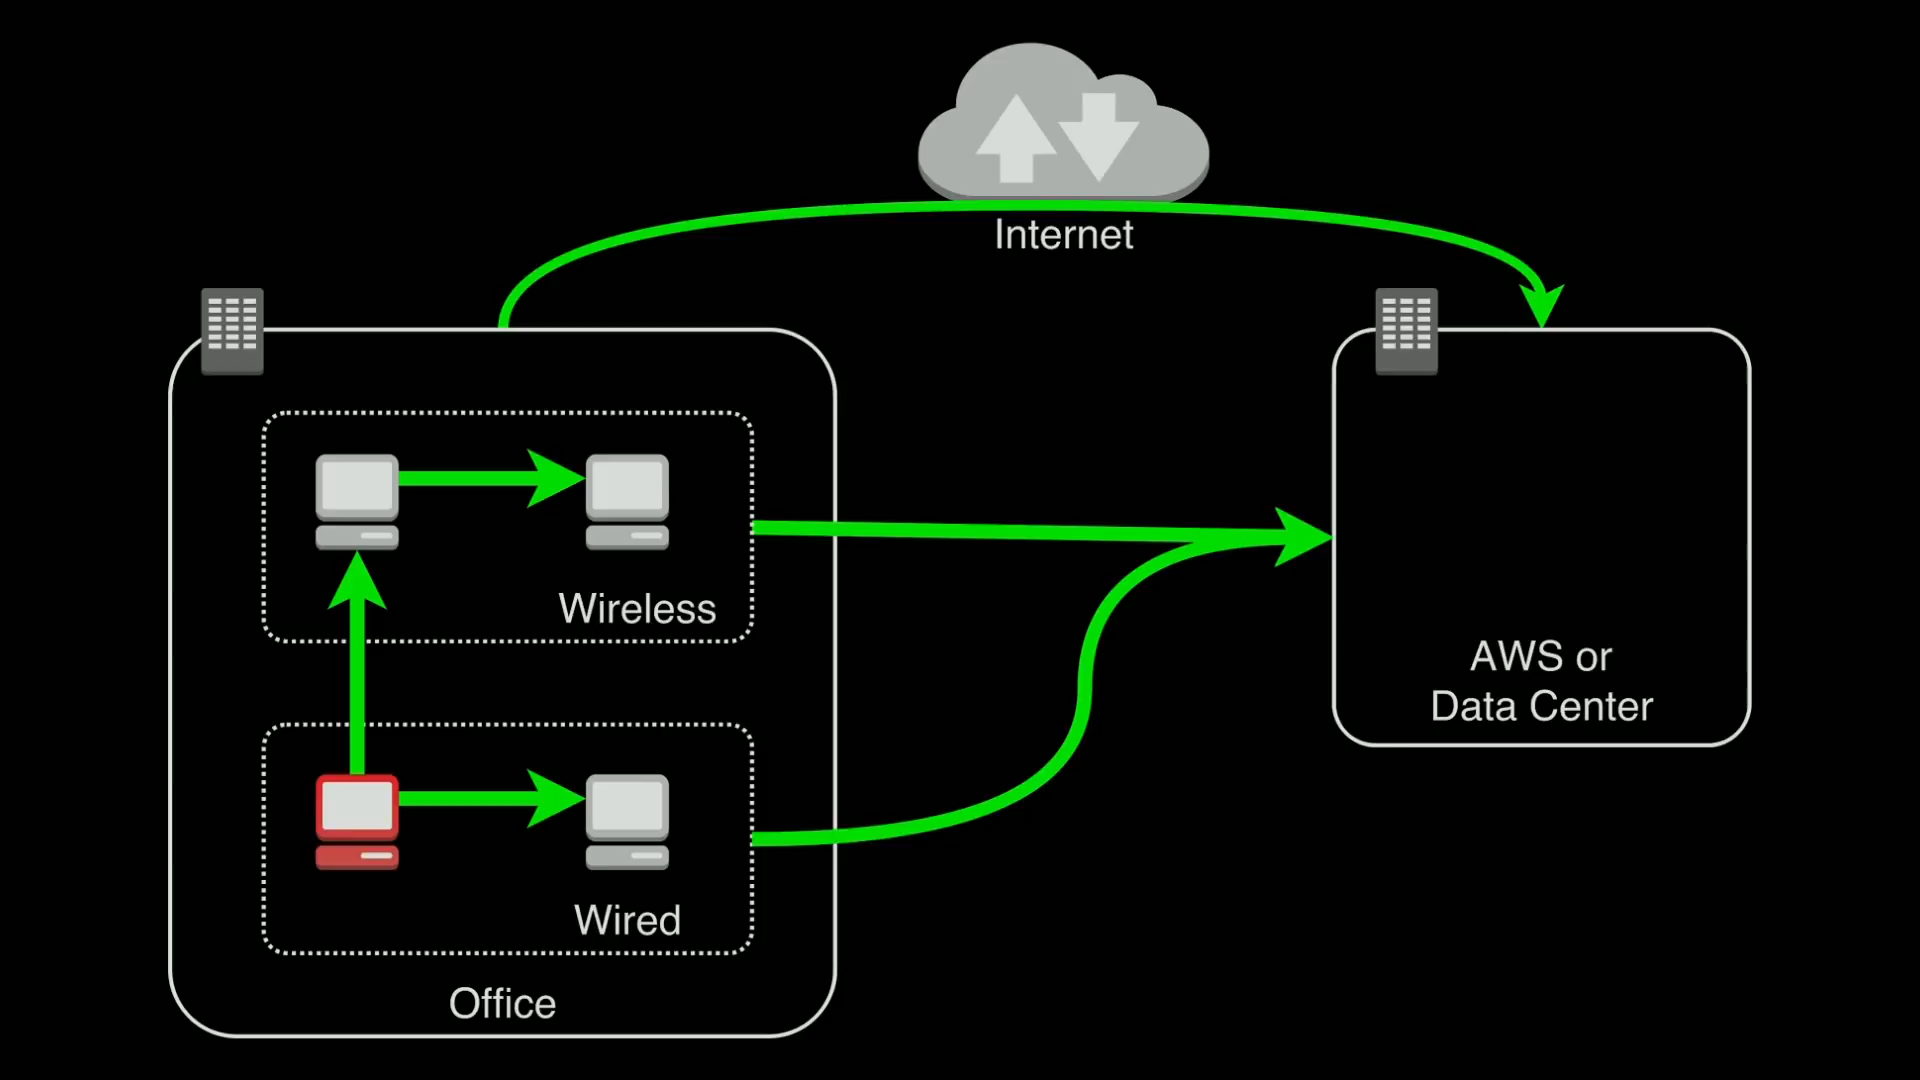 Internet
Wireless
AWS or
Data Center
Wired
Office